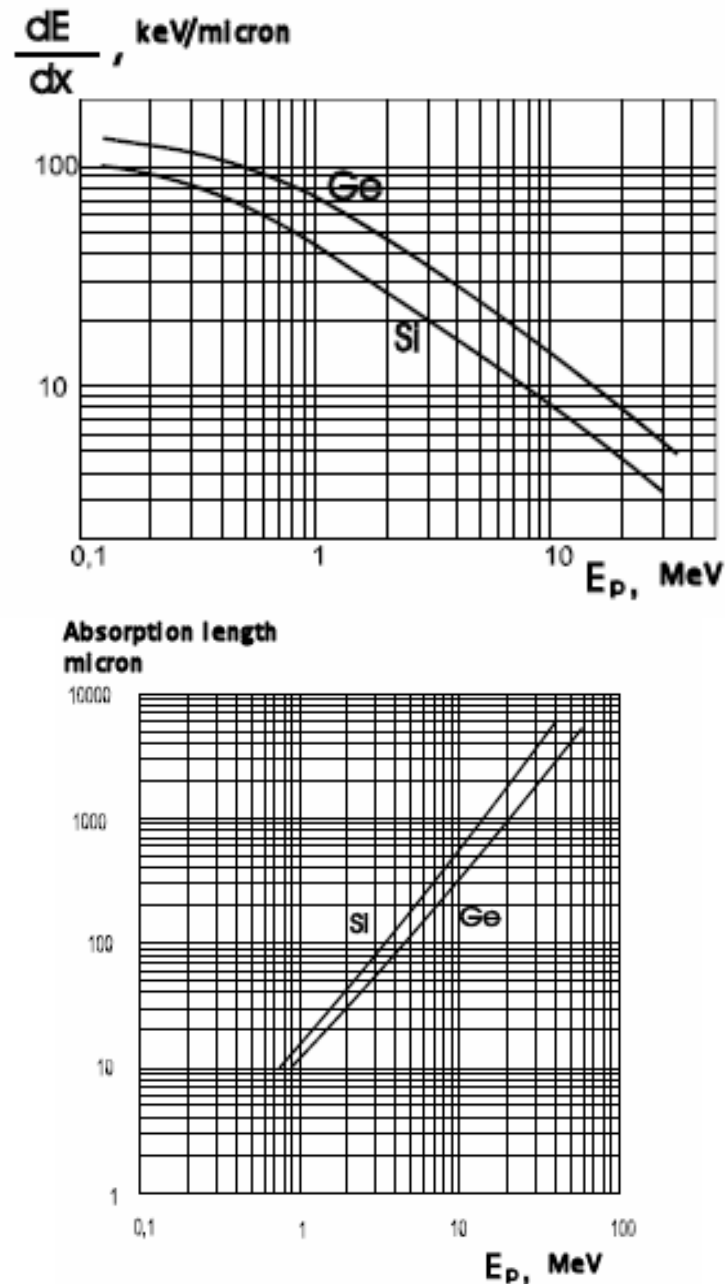 dE/dx , keV/micron
100
Ge
Si
10
0,1 1 10
Ep, MeV
Absorption length
micron
10000
1000
Si Ge
100
10
1
0,1 1 10 100
Ep, MeV